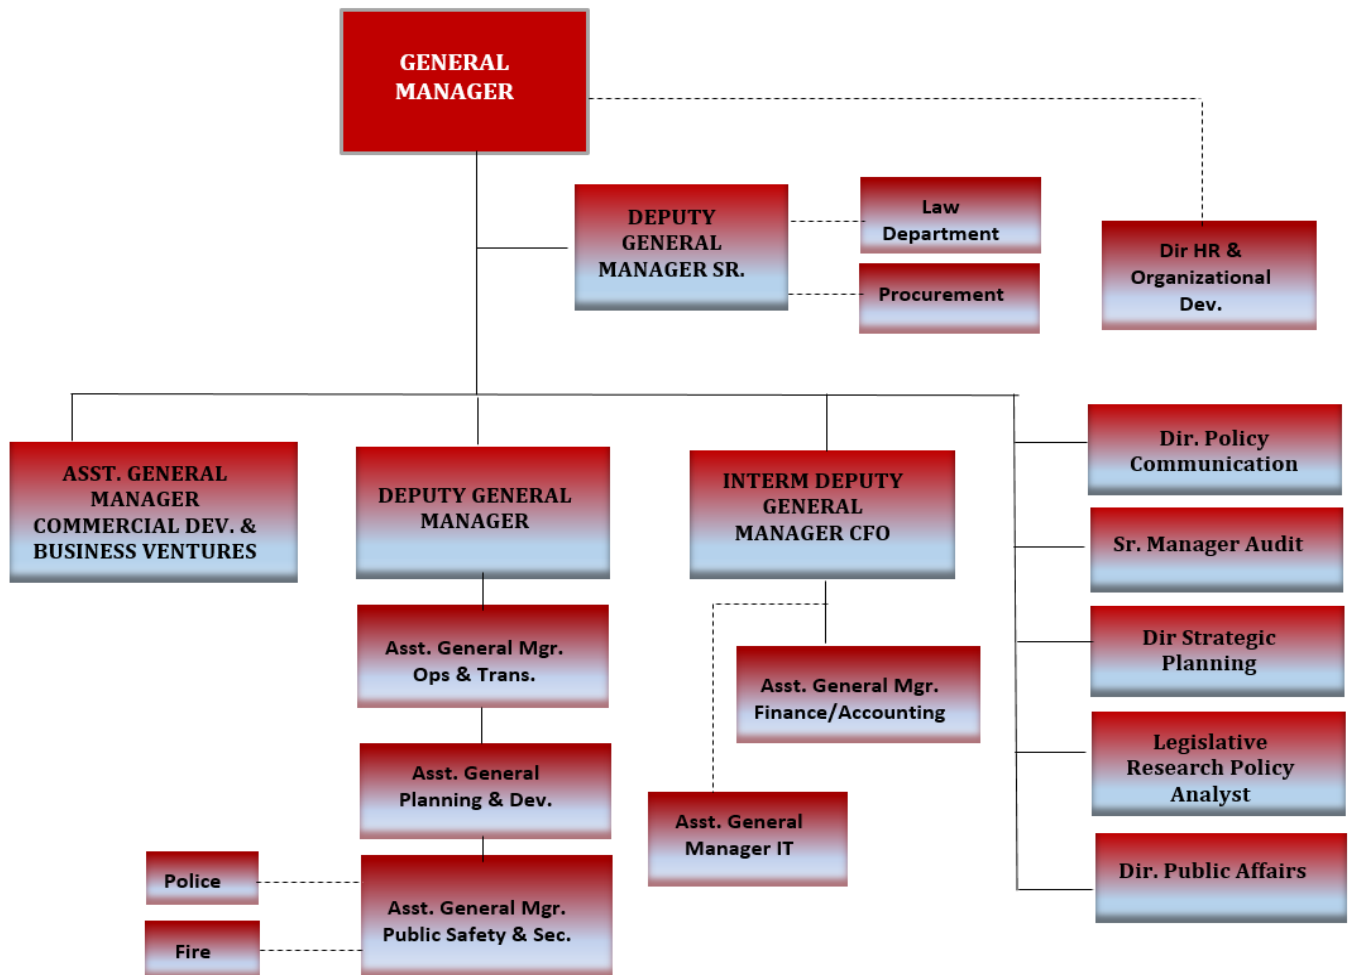 GENERAL
MANAGER
DEPUTY
GENERAL
MANAGER SR.
Law
Department
Procurement
Dir HR &
Organizational
Dev.
ASST. GENERAL
MANAGER
COMMERCIAL DEV. &
BUSINESS VENTURES
DEPUTY GENERAL
MANAGER
INTERM DEPUTY
GENERAL
MANAGER CFO
Dir. Policy
Communication
Sr. Manager Audit
Dir Strategic
Planning
Legislative
Research Policy
Analyst
Dir. Public Affairs
Asst. General Mgr.
Ops & Trans.
Asst. General
Planning & Dev.
Asst. General Mgr.
Public Safety & Sec.
Police
Fire
Asst. General Mgr.
Finance/Accounting
Asst. General
Manager IT